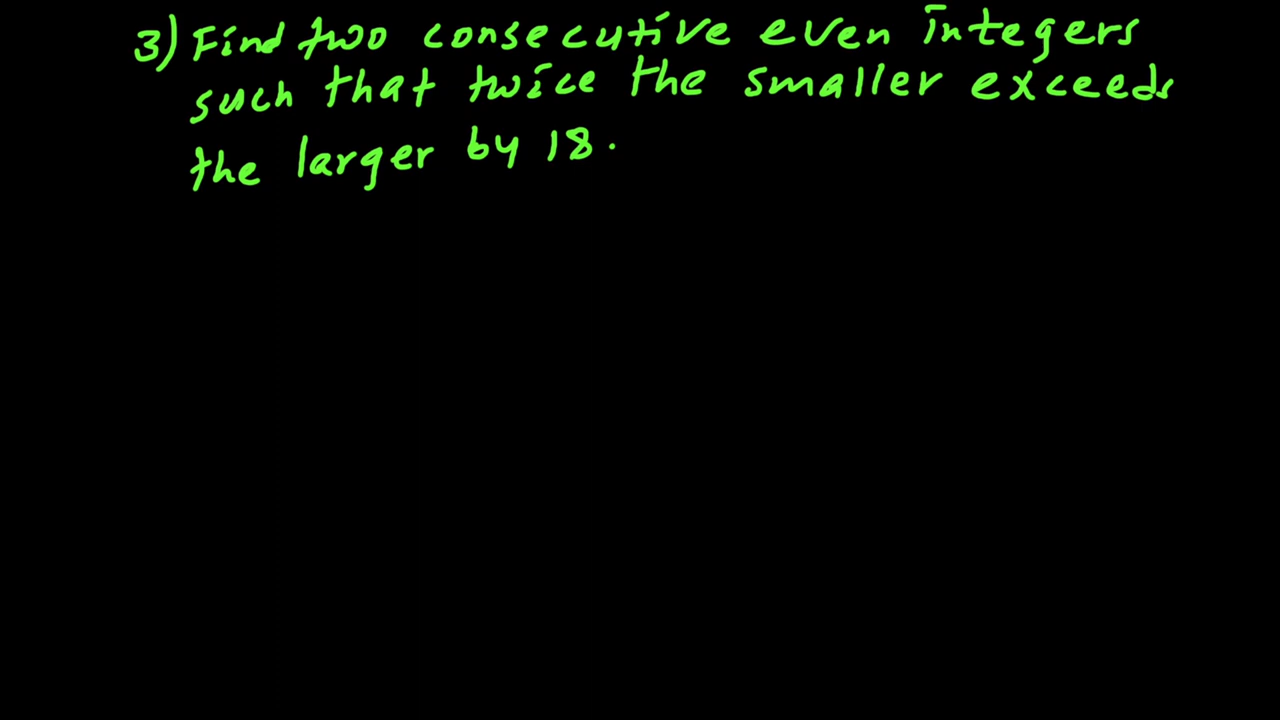 3) Find two consecutive even integers
such that twice the smaller exceeds
the larger by 18.